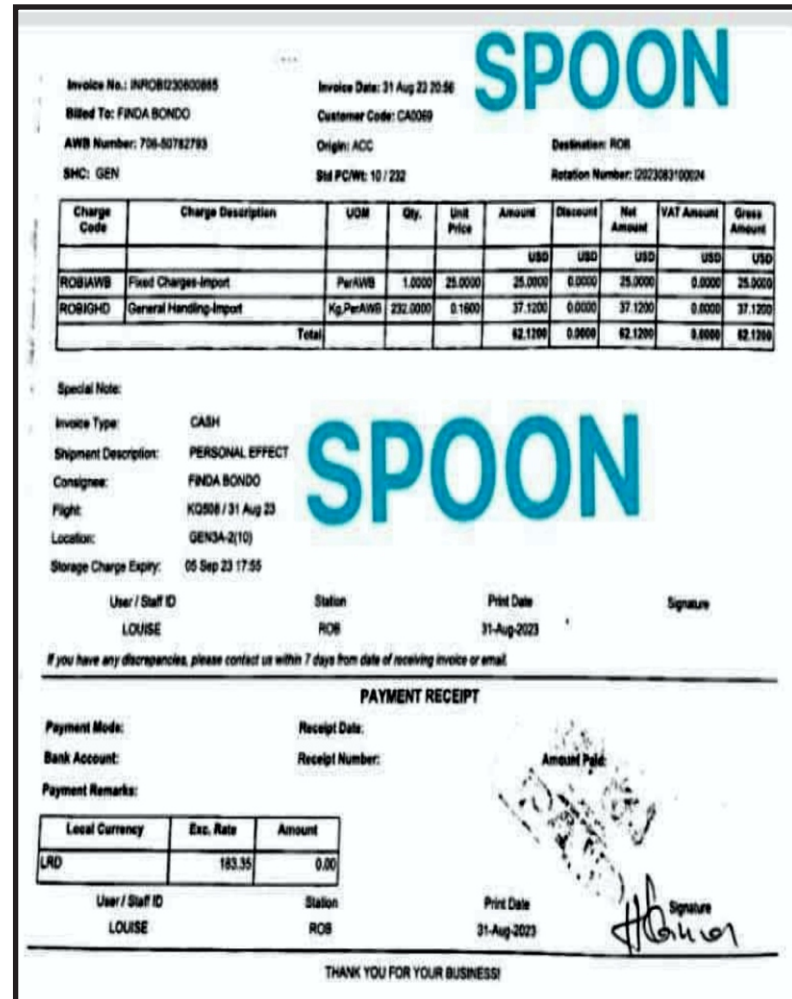 SPOON
Invoice No.: INROBI230800885 Invoice Date: 31 Aug 23 20:56
Billed To: FINDA BONDO Customer Code: CA0069
AWB Number: 706-50782793 Origin: ACC Destination: ROB
SHC: GEN Std PC/Wt: 10 / 232 Rotation Number: I2023083100024
Charge Code Charge Description UOM Qty. Unit Price Amount Discount Net Amount VAT Amount Gross Amount
USD USD USD USD USD
ROBIAWB Fixed Charges-Import PerAWB 1.0000 25.0000 25.0000 0.0000 25.0000 0.0000 25.0000
ROBIGHD General Handling-Import Kg,PerAWB 232.0000 0.1600 37.1200 0.0000 37.1200 0.0000 37.1200
Total 62.1200 0.0000 62.1200 0.0000 62.1200
Special Note:
Invoice Type: CASH
Shipment Description: PERSONAL EFFECT
SPOON
Consignee: FINDA BONDO
Flight: KQ508 / 31 Aug 23
Location: GEN3A-2(10)
Storage Charge Expiry: 05 Sep 23 17:55
User / Staff ID Station Print Date Signature
LOUISE ROB 31-Aug-2023
If you have any discrepancies, please contact us within 7 days from date of receiving invoice or email.
PAYMENT RECEIPT
Payment Mode: Receipt Date:
Bank Account: Receipt Number: Amount Paid:
Payment Remarks:
Local Currency Exc. Rate Amount
LRD 183.35 0.00
User / Staff ID Station Print Date Signature
LOUISE ROB 31-Aug-2023
THANK YOU FOR YOUR BUSINESS!